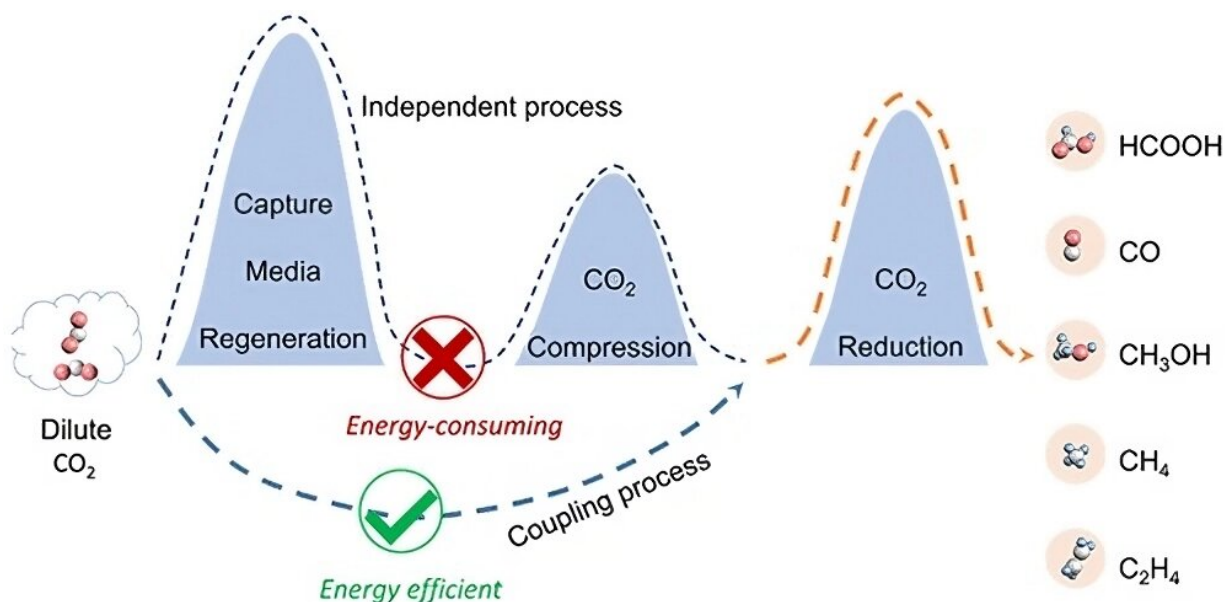 Independent process
Capture
Media
Regeneration
CO₂
Compression
CO₂
Reduction
Energy-consuming
Dilute
CO₂
Coupling process
Energy efficient
HCOOH
CO
CH₃OH
CH₄
C₂H₄